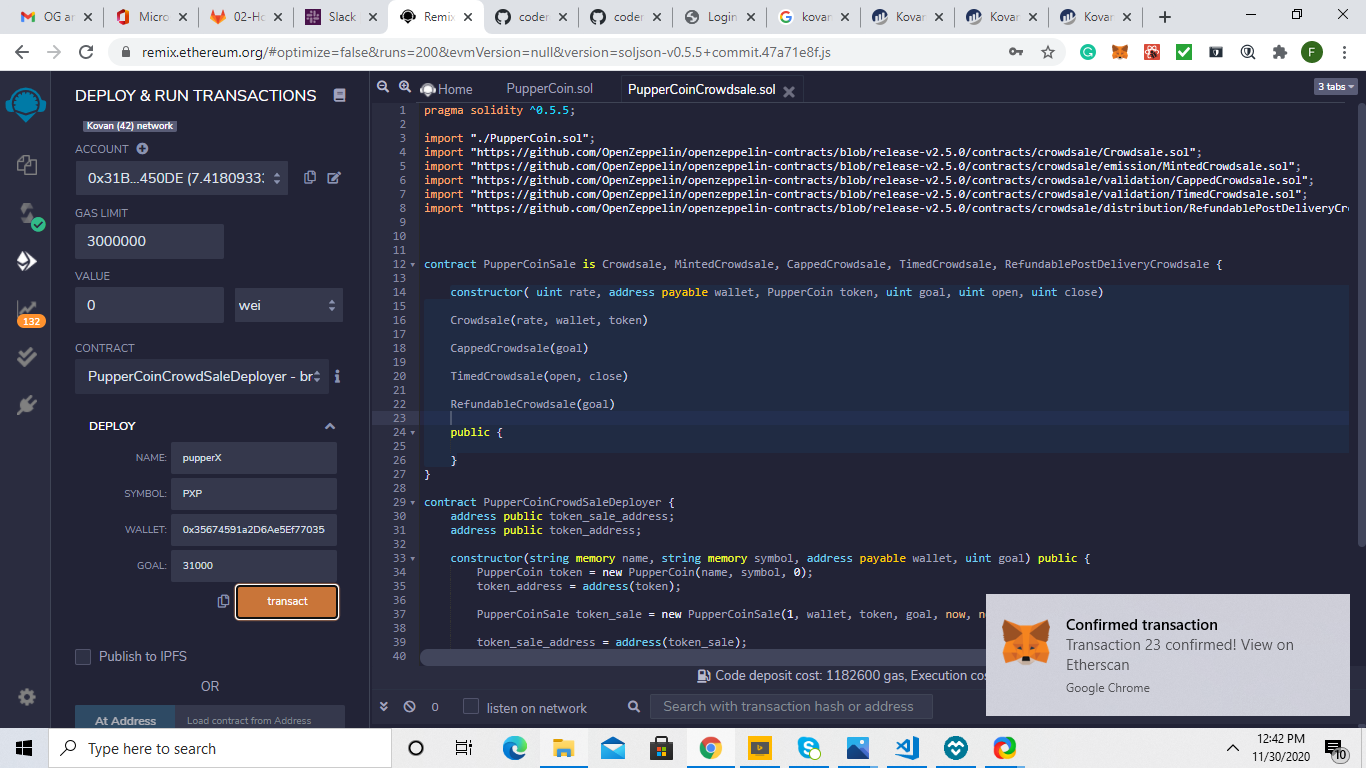 OG ar
Micro
02-Ho
Slack
Remix
coder
coder
Login
kovar
Kovar
Kovar
Kovar
remix.ethereum.org/#optimize=false&runs=200&evmVersion=null&version=soljson-v0.5.5+commit.47a71e8f.js
F
DEPLOY & RUN TRANSACTIONS
Kovan (42) network
ACCOUNT
0x31B...450DE (7.41809333
GAS LIMIT
3000000
VALUE
0
wei
132
CONTRACT
PupperCoinCrowdSaleDeployer - br
DEPLOY
NAME: pupperX
SYMBOL: PXP
WALLET: 0x35674591a2D6Ae5Ef77035
GOAL: 31000
transact
Publish to IPFS
OR
At Address
Load contract from Address
Home
PupperCoin.sol
PupperCoinCrowdsale.sol
3 tabs
1 pragma solidity ^0.5.5;
2
3 import "./PupperCoin.sol";
4 import "https://github.com/OpenZeppelin/openzeppelin-contracts/blob/release-v2.5.0/contracts/crowdsale/Crowdsale.sol";
5 import "https://github.com/OpenZeppelin/openzeppelin-contracts/blob/release-v2.5.0/contracts/crowdsale/emission/MintedCrowdsale.sol";
6 import "https://github.com/OpenZeppelin/openzeppelin-contracts/blob/release-v2.5.0/contracts/crowdsale/validation/CappedCrowdsale.sol";
7 import "https://github.com/OpenZeppelin/openzeppelin-contracts/blob/release-v2.5.0/contracts/crowdsale/validation/TimedCrowdsale.sol";
8 import "https://github.com/OpenZeppelin/openzeppelin-contracts/blob/release-v2.5.0/contracts/crowdsale/distribution/RefundablePostDeliveryCr
9
10
11
12 contract PupperCoinSale is Crowdsale, MintedCrowdsale, CappedCrowdsale, TimedCrowdsale, RefundablePostDeliveryCrowdsale {
13
14 constructor( uint rate, address payable wallet, PupperCoin token, uint goal, uint open, uint close)
15
16 Crowdsale(rate, wallet, token)
17
18 CappedCrowdsale(goal)
19
20 TimedCrowdsale(open, close)
21
22 RefundableCrowdsale(goal)
23
24 public {
25
26 }
27 }
28
29 contract PupperCoinCrowdSaleDeployer {
30 address public token_sale_address;
31 address public token_address;
32
33 constructor(string memory name, string memory symbol, address payable wallet, uint goal) public {
34 PupperCoin token = new PupperCoin(name, symbol, 0);
35 token_address = address(token);
36
37 PupperCoinSale token_sale = new PupperCoinSale(1, wallet, token, goal, now, n
38
39 token_sale_address = address(token_sale);
40
Code deposit cost: 1182600 gas, Execution cos
0
listen on network
Search with transaction hash or address
Confirmed transaction
Transaction 23 confirmed! View on
Etherscan
Google Chrome
Type here to search
12:42 PM
11/30/2020
10